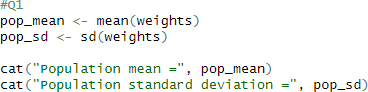 #Q1
pop_mean <- mean(weights)
pop_sd <- sd(weights)
cat("Population mean =", pop_mean)
cat("Population standard deviation =", pop_sd)